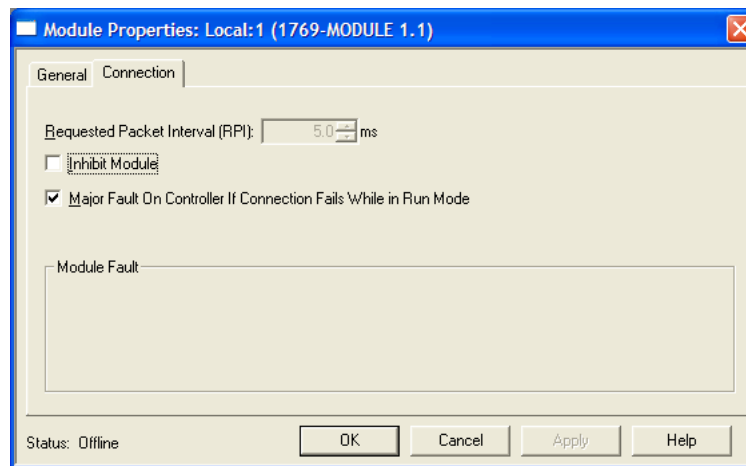 Module Properties: Local:1 (1769-MODULE 1.1)
General Connection
Requested Packet Interval (RPI): 5.0 ms
Inhibit Module
Major Fault On Controller If Connection Fails While in Run Mode
Module Fault
Status: Offline OK Cancel Apply Help